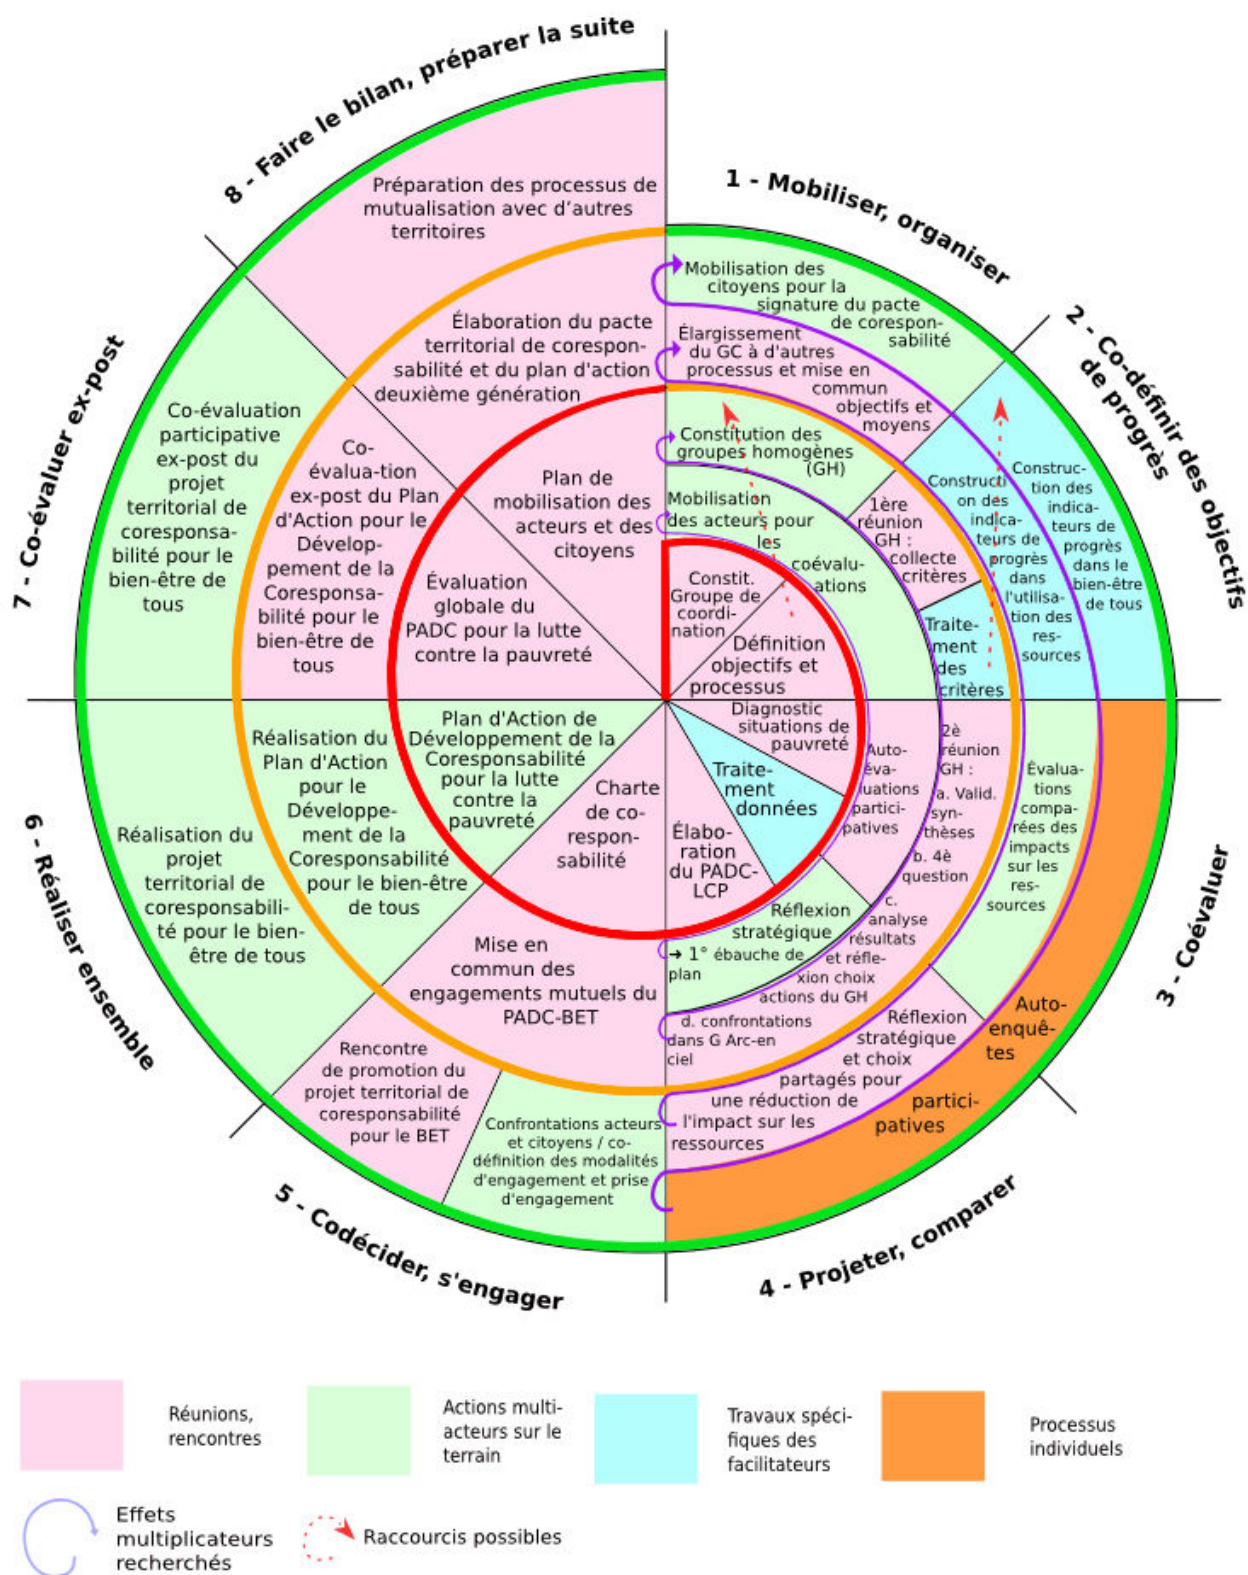 8 - Faire le bilan, préparer la suite
1 - Mobiliser, organiser
2 - Co-définir des objectifs
de progrès
3 - Coévaluer
4 - Projeter, comparer
5 - Codécider, s'engager
6 - Réaliser ensemble
7 - Co-évaluer ex-post
Préparation des processus de
mutualisation avec d'autres
territoires
Élaboration du pacte
territorial de corespon-
sabilité et du plan d'action
deuxième génération
Plan de
mobilisation des
acteurs et des
citoyens
Mobilisation des
citoyens pour la
signature du pacte
de corespon-
sabilité
Élargissement
du GC à d'autres
processus et mise en
commun
objectifs et
moyens
Constitution des
groupes homogènes
(GH)
Mobilisation
des acteurs pour
les
coévalu-
ations
Constit.
Groupe de
coordi-
nation
Définition
objectifs et
processus
1ère
réunion
GH :
collecte
critères
Traite-
ment
des
critères
Constructi
on des
indica-
teurs de
progrès
dans
l'utilisa-
tion des
res-
sources
Construc-
tion des
indica-
teurs de
progrès
dans le
bien-être
de tous
Diagnostic
situations de
pauvreté
Traite-
ment
données
Élabo-
ration
du PADC-
LCP
Auto-
éva-
luations
partici-
patives
Réflexion
stratégique
➔ 1° ébauche de
plan
2è
réunion
GH :
a. Valid.
syn-
thèses
b. 4è
question
c.
analyse
résultats
et réfle-
xion choix
actions du GH
d. confrontations
dans G Arc-en
ciel
Évalua-
tions
compa-
rées des
impacts
sur les
res-
sources
Réflexion
stratégique
et choix
partagés pour
une réduction de
l'impact sur les
ressources
Auto-
enquê-
tes
partici-
patives
Charte
de co-
respon-
sabilité
Mise en
commun des
engagements mutuels du
PADC-BET
Confrontations acteurs
et citoyens / co-
définition des modalités
d'engagement et prise
d'engagement
Rencontre
de promotion du
projet territorial de
coresponsabilité
pour le BET
Plan d'Action de
Développement de la
Coresponsabilité
pour la lutte
contre la
pauvreté
Réalisation du
Plan d'Action
pour le
Développe-
ment de la
Coresponsabilité
pour le bien-être
de tous
Réalisation du
projet
territorial de
coresponsabili-
té pour le bien-
être de tous
Évaluation
globale du
PADC pour la lutte
contre la pauvreté
Co-
évalua-tion
ex-post du Plan
d'Action pour le
Dévelop-
pement de la
Coresponsa-
bilité pour le
bien-être de
tous
Co-évaluation
participative
ex-post du
projet
territorial de
coresponsa-
bilité pour le
bien-être de
tous
Réunions,
rencontres
Actions multi-
acteurs sur le
terrain
Travaux spéci-
fiques des
facilitateurs
Processus
individuels
Effets
multiplicateurs
recherchés
Raccourcis possibles